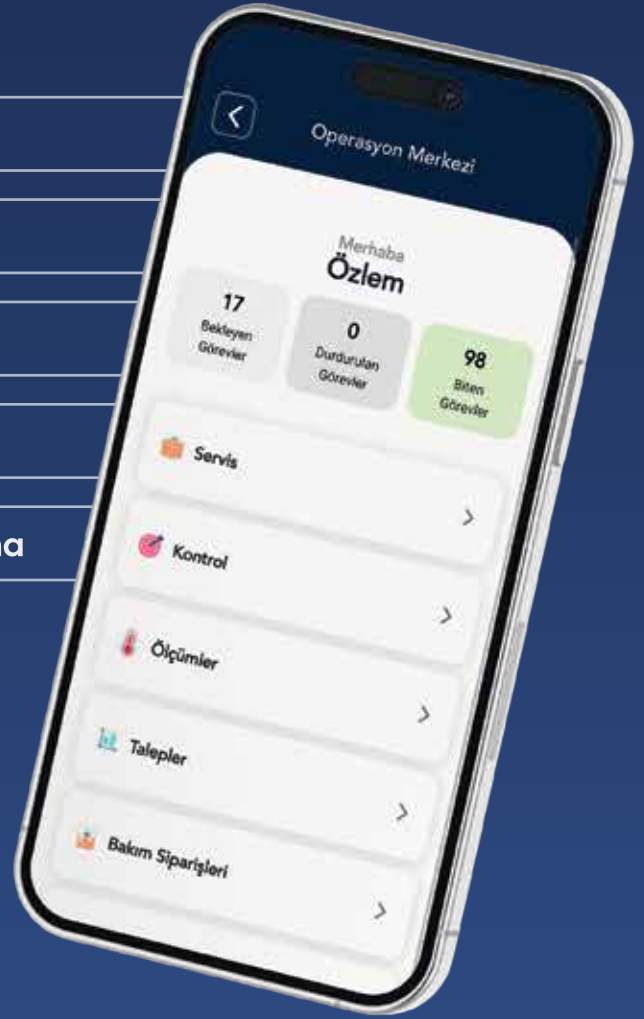 Operasyon Merkezi
Merhaba
Özlem
17
Bekleyen
Görevler
0
Durdurulan
Görevler
98
Biten
Görevler
Servis
Kontrol
Ölçümler
Talepler
Bakım Siparişleri